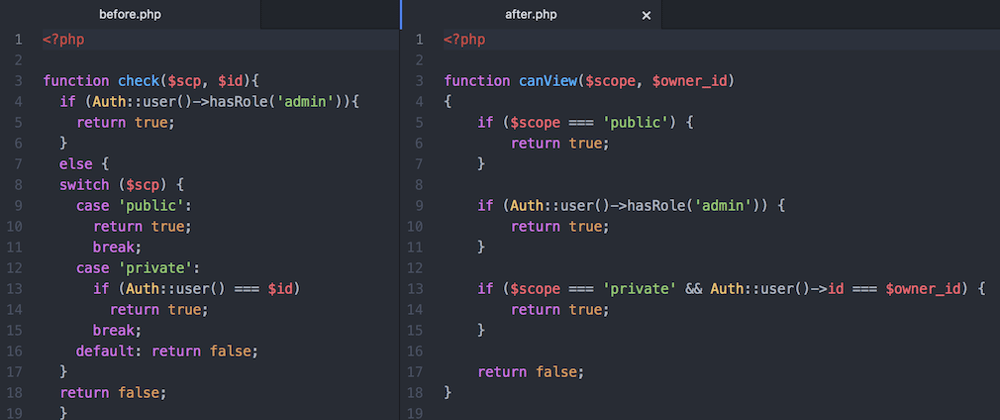 before.php
1 <?php
2
3 function check($scp, $id){
4   if (Auth::user()->hasRole('admin')){
5     return true;
6   }
7   else {
8   switch ($scp) {
9     case 'public':
10       return true;
11       break;
12     case 'private':
13       if (Auth::user() === $id)
14         return true;
15       break;
16     default: return false;
17   }
18   return false;
19   }
after.php ×
1 <?php
2
3 function canView($scope, $owner_id)
4 {
5     if ($scope === 'public') {
6         return true;
7     }
8
9     if (Auth::user()->hasRole('admin')) {
10         return true;
11     }
12
13     if ($scope === 'private' && Auth::user()->id === $owner_id) {
14         return true;
15     }
16
17     return false;
18 }
19